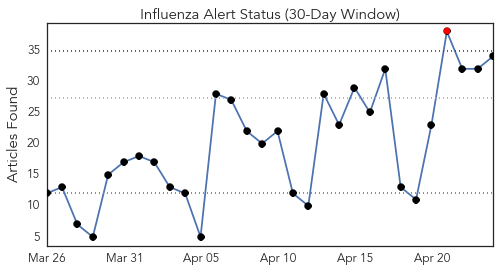 Influenza Alert Status (30-Day Window)
Articles Found
35
30
25
20
15
10
5
Mar 26 Mar 31 Apr 05 Apr 10 Apr 15 Apr 20